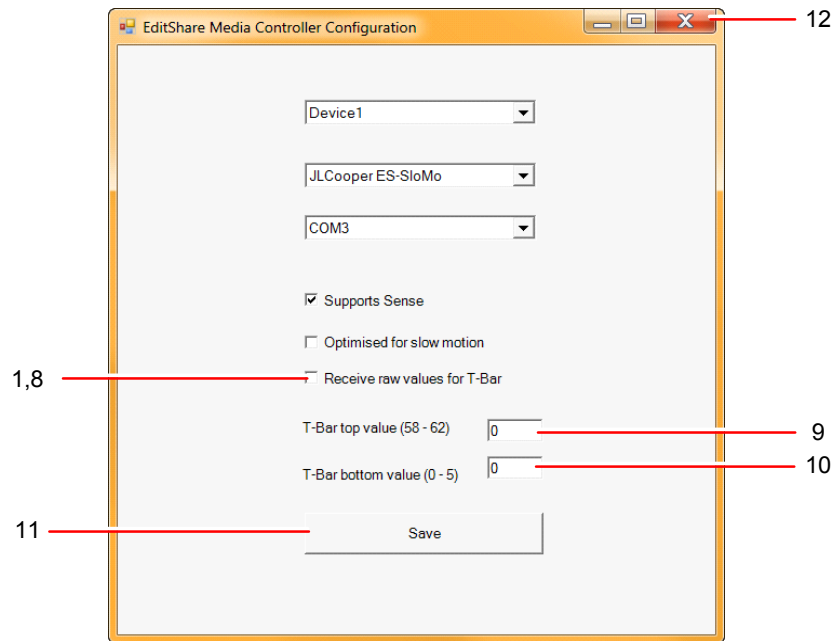 EditShare Media Controller Configuration
12
Device1
JLCooper ES-SloMo
COM3
Supports Sense
Optimised for slow motion
1,8
Receive raw values for T-Bar
T-Bar top value (58 - 62)
0
9
T-Bar bottom value (0 - 5)
0
10
11
Save